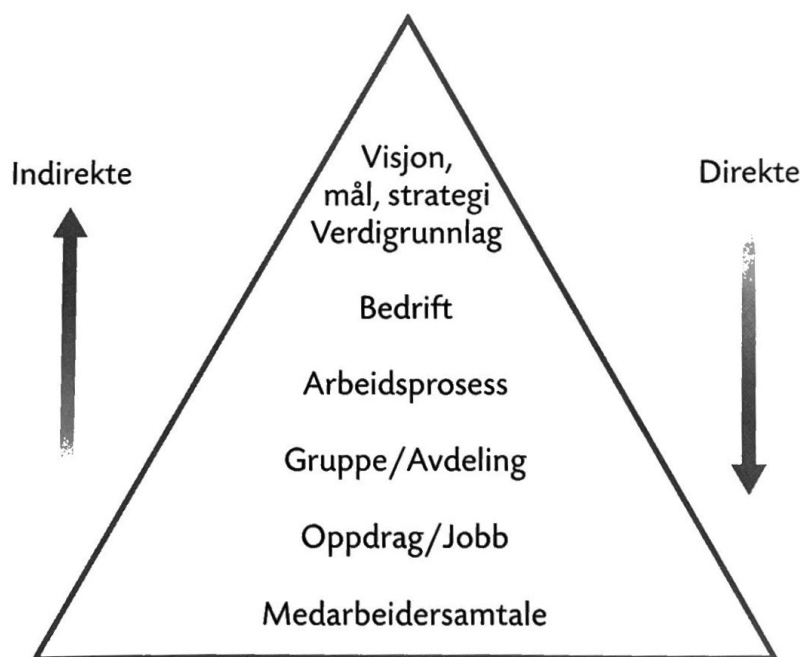 Visjon,
mål, strategi
Verdigrunnlag
Indirekte
Direkte
Bedrift
Arbeidsprosess
Gruppe/Avdeling
Oppdrag/Jobb
Medarbeidersamtale